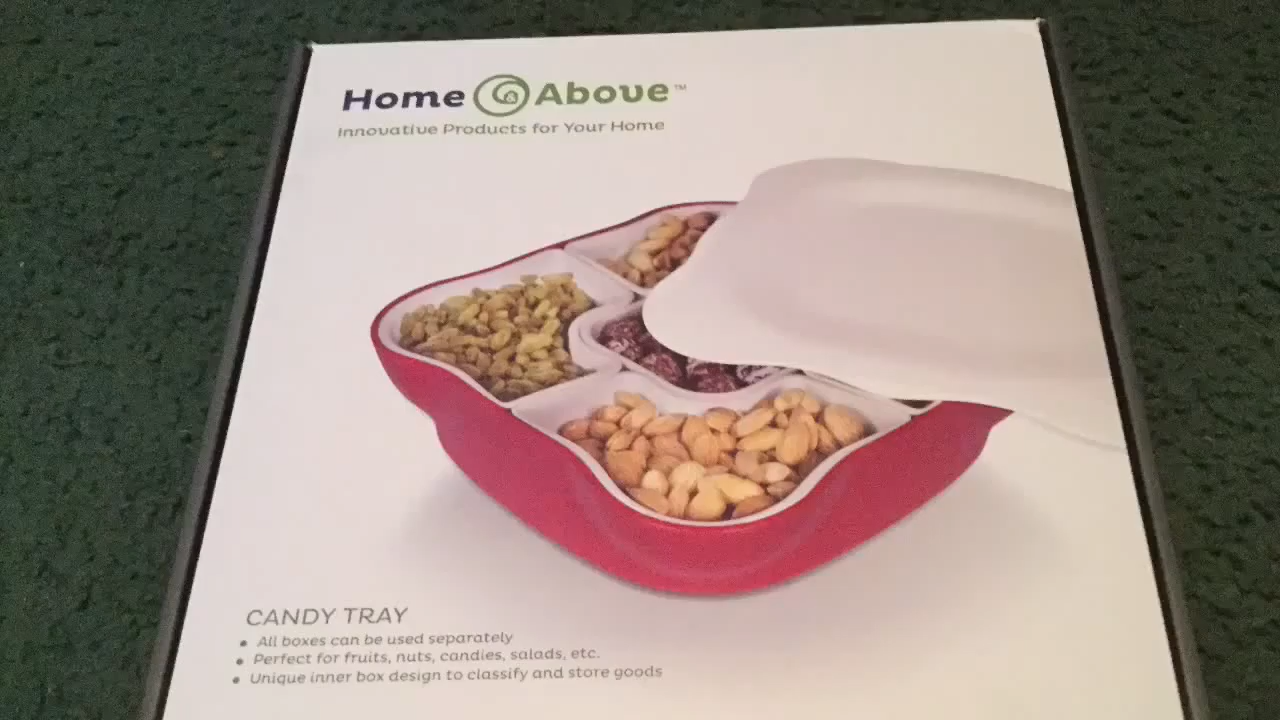 Home Above™
Innovative Products for Your Home
CANDY TRAY
• All boxes can be used separately
• Perfect for fruits, nuts, candies, salads, etc.
• Unique inner box design to classify and store goods